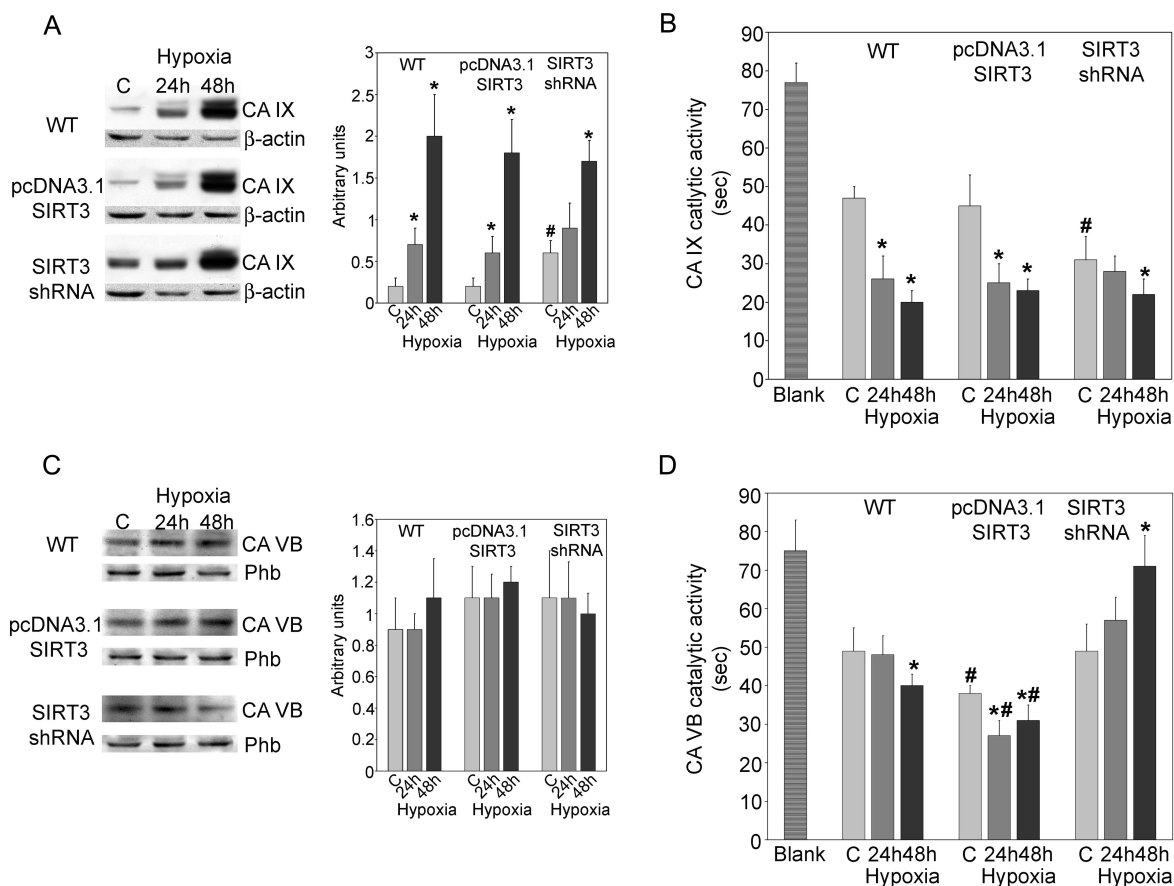 A
Hypoxia
C 24h 48h
WT
CA IX
β-actin
pcDNA3.1
SIRT3
CA IX
β-actin
SIRT3
shRNA
CA IX
β-actin
3
2.5
2
1.5
1
0.5
0
Arbitrary units
WT
pcDNA3.1
SIRT3
SIRT3
shRNA
* * * * # *
C 24h 48h C 24h 48h C 24h 48h
Hypoxia Hypoxia Hypoxia
B
90
80
70
60
50
40
30
20
10
0
CA IX catlytic activity
(sec)
WT
pcDNA3.1
SIRT3
SIRT3
shRNA
* * * * # *
Blank C 24h48h C 24h48h C 24h48h
Hypoxia Hypoxia Hypoxia
C
Hypoxia
C 24h 48h
WT
CA VB
Phb
pcDNA3.1
SIRT3
CA VB
Phb
SIRT3
shRNA
CA VB
Phb
1.6
1.4
1.2
1
0.8
0.6
0.4
0.2
0
Arbitrary units
WT
pcDNA3.1
SIRT3
SIRT3
shRNA
C 24h 48h C 24h 48h C 24h 48h
Hypoxia Hypoxia Hypoxia
D
90
80
70
60
50
40
30
20
10
0
CA VB catalytic activity
(sec)
WT
pcDNA3.1
SIRT3
SIRT3
shRNA
* # *# *# *
Blank C 24h48h C 24h48h C 24h48h
Hypoxia Hypoxia Hypoxia